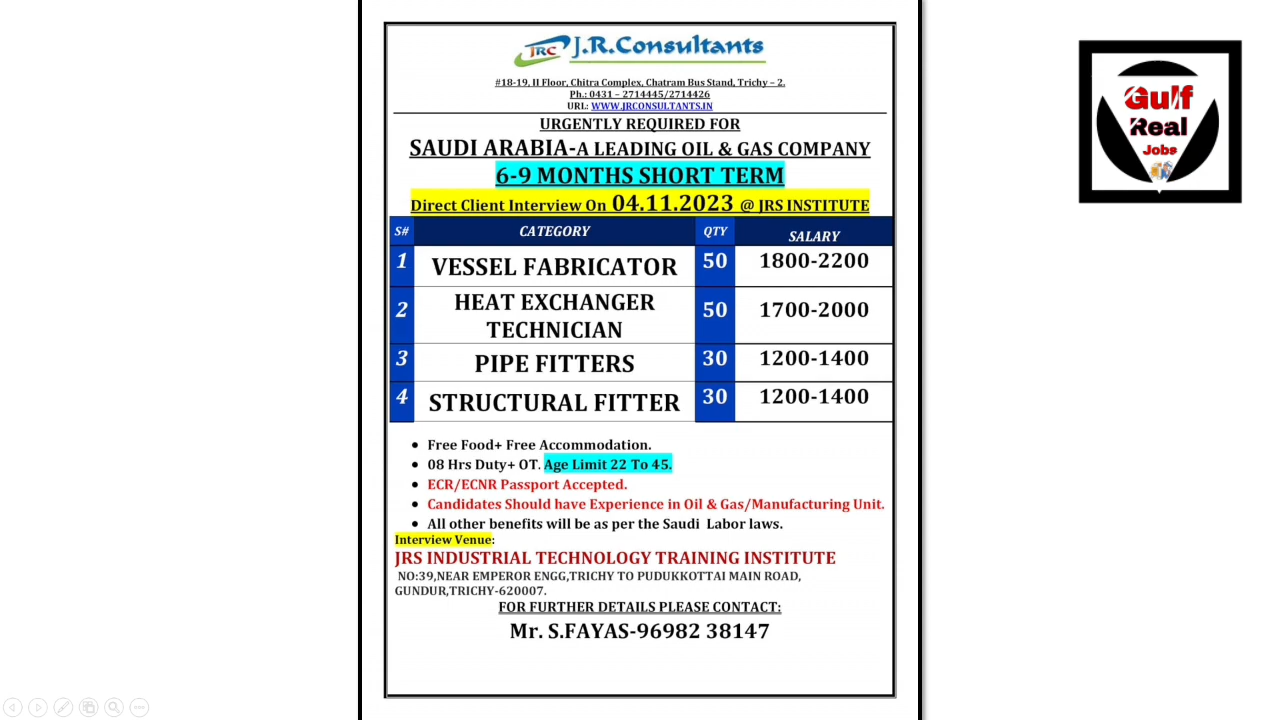 JRC J.R.Consultants
#18-19, II Floor, Chitra Complex, Chatram Bus Stand, Trichy – 2.
Ph.: 0431 – 2714445/2714426
URL: WWW.JRCONSULTANTS.IN
URGENTLY REQUIRED FOR
SAUDI ARABIA-A LEADING OIL & GAS COMPANY
6-9 MONTHS SHORT TERM
Direct Client Interview On 04.11.2023 @ JRS INSTITUTE
S# CATEGORY QTY SALARY
1 VESSEL FABRICATOR 50 1800-2200
2 HEAT EXCHANGER TECHNICIAN 50 1700-2000
3 PIPE FITTERS 30 1200-1400
4 STRUCTURAL FITTER 30 1200-1400
• Free Food+ Free Accommodation.
• 08 Hrs Duty+ OT. Age Limit 22 To 45.
• ECR/ECNR Passport Accepted.
• Candidates Should have Experience in Oil & Gas/Manufacturing Unit.
• All other benefits will be as per the Saudi Labor laws.
Interview Venue:
JRS INDUSTRIAL TECHNOLOGY TRAINING INSTITUTE
NO:39,NEAR EMPEROR ENGG,TRICHY TO PUDUKKOTTAI MAIN ROAD,
GUNDUR,TRICHY-620007.
FOR FURTHER DETAILS PLEASE CONTACT:
Mr. S.FAYAS-96982 38147
Gulf
Real
Jobs